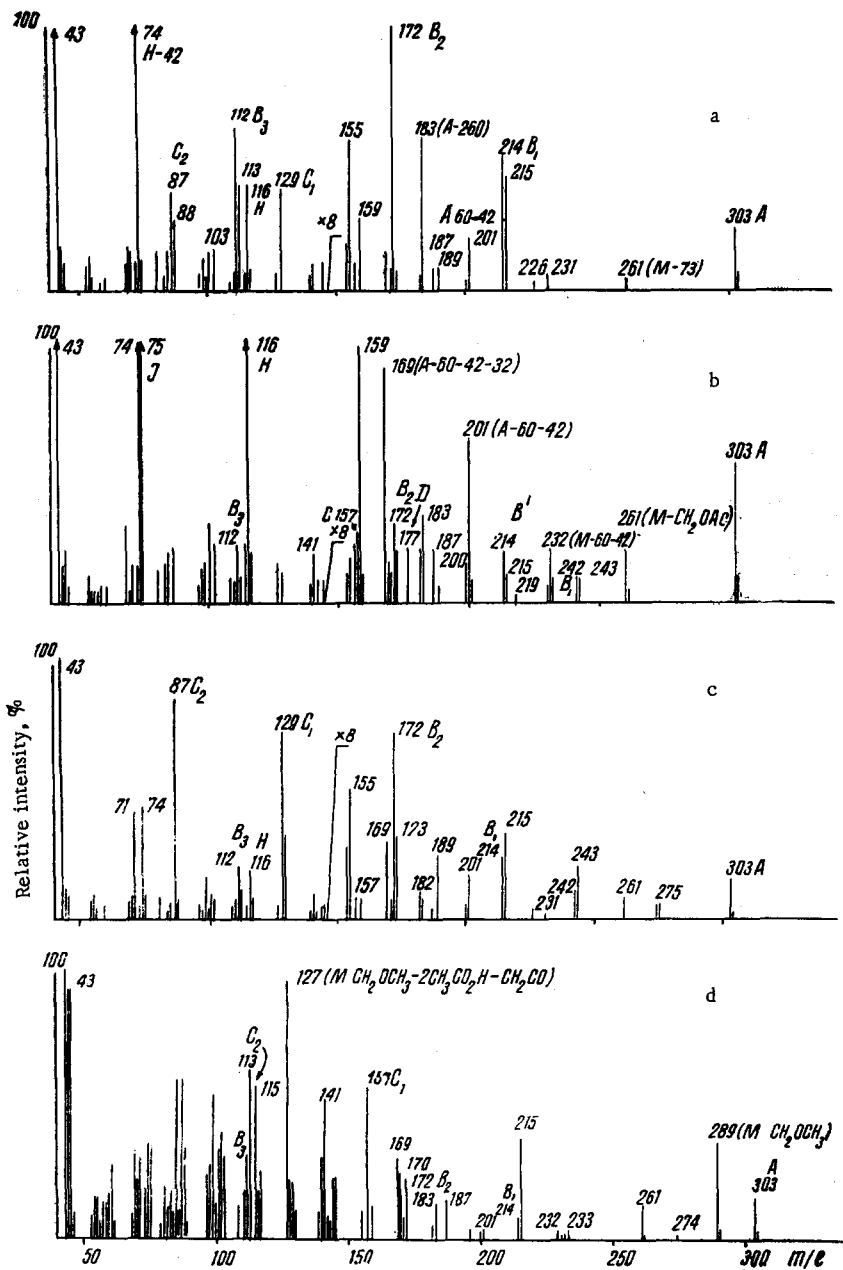 100
43
74
H-42
172 B₂
112 B₃
155
183(A-260)
214 B₁
a
C₂
87
88
113
116
H
129 C₁
×8
159
A 60-42
201
187
189
215
103
226
231
261 (M-73)
303 A
100
43
74
75
J
116
H
159
169(A-60-42-32)
b
201 (A-60-42)
303 A
B₃
112
141
C 157
×8
B₂ D
172
177
183
187
200
B'
214
215
219
232 (M-60-42)
B₁
242
243
261 (M-CH₂OAc)
100
43
87 C₂
129 C₁
×8
172 B₂
c
71
74
B₃
112
H
116
155
157
169
173
182
189
201
B₁
214
215
231
242
243
261
275
303 A
Relative intensity, %
100
43
127 (M CH₂OCH₃-2CH₃CO₂H-CH₂CO)
d
C₂
113
115
B₃
141
157 C₁
169
170
172
183
B₂
187
201
B₁
214
215
232
233
261
274
289 (M CH₂OCH₃)
A
303
50
100
150
200
250
300 m/e